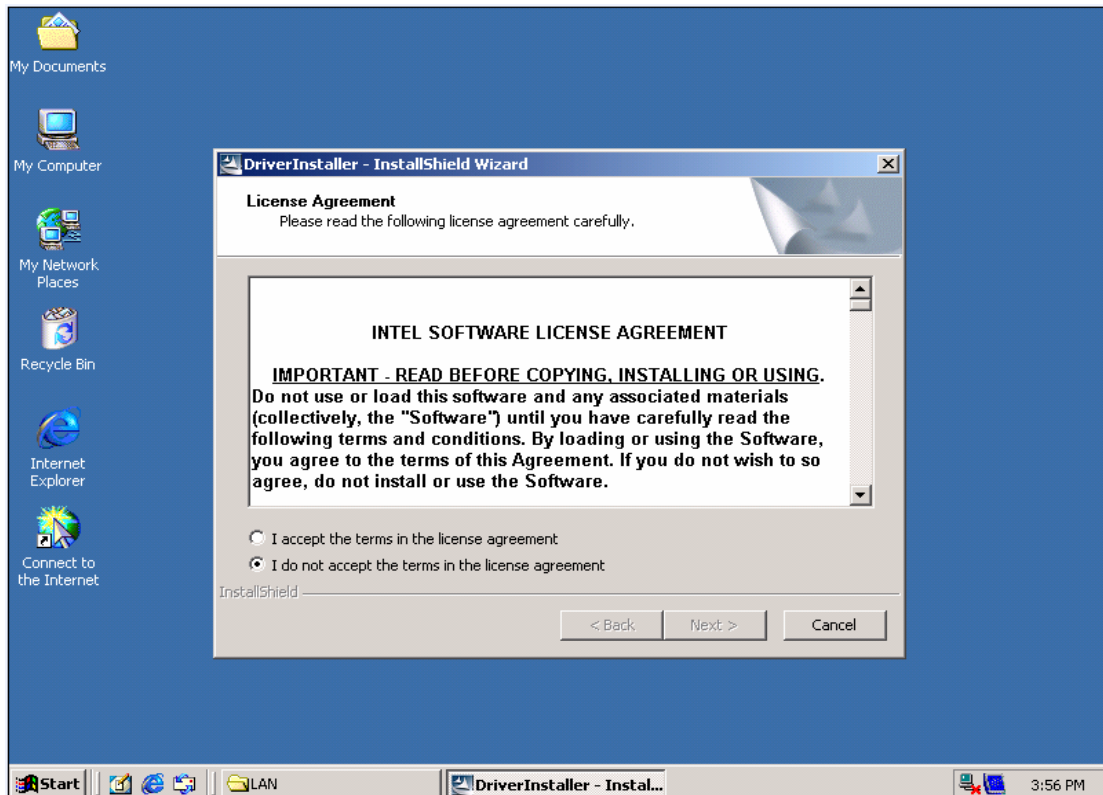 My Documents
My Computer
My Network
Places
Recycle Bin
Internet
Explorer
Connect to
the Internet
DriverInstaller - InstallShield Wizard
License Agreement
Please read the following license agreement carefully.
INTEL SOFTWARE LICENSE AGREEMENT
IMPORTANT - READ BEFORE COPYING, INSTALLING OR USING.
Do not use or load this software and any associated materials
(collectively, the "Software") until you have carefully read the
following terms and conditions. By loading or using the Software,
you agree to the terms of this Agreement. If you do not wish to so
agree, do not install or use the Software.
I accept the terms in the license agreement
I do not accept the terms in the license agreement
InstallShield
< Back
Next >
Cancel
Start
LAN
DriverInstaller - Instal...
3:56 PM